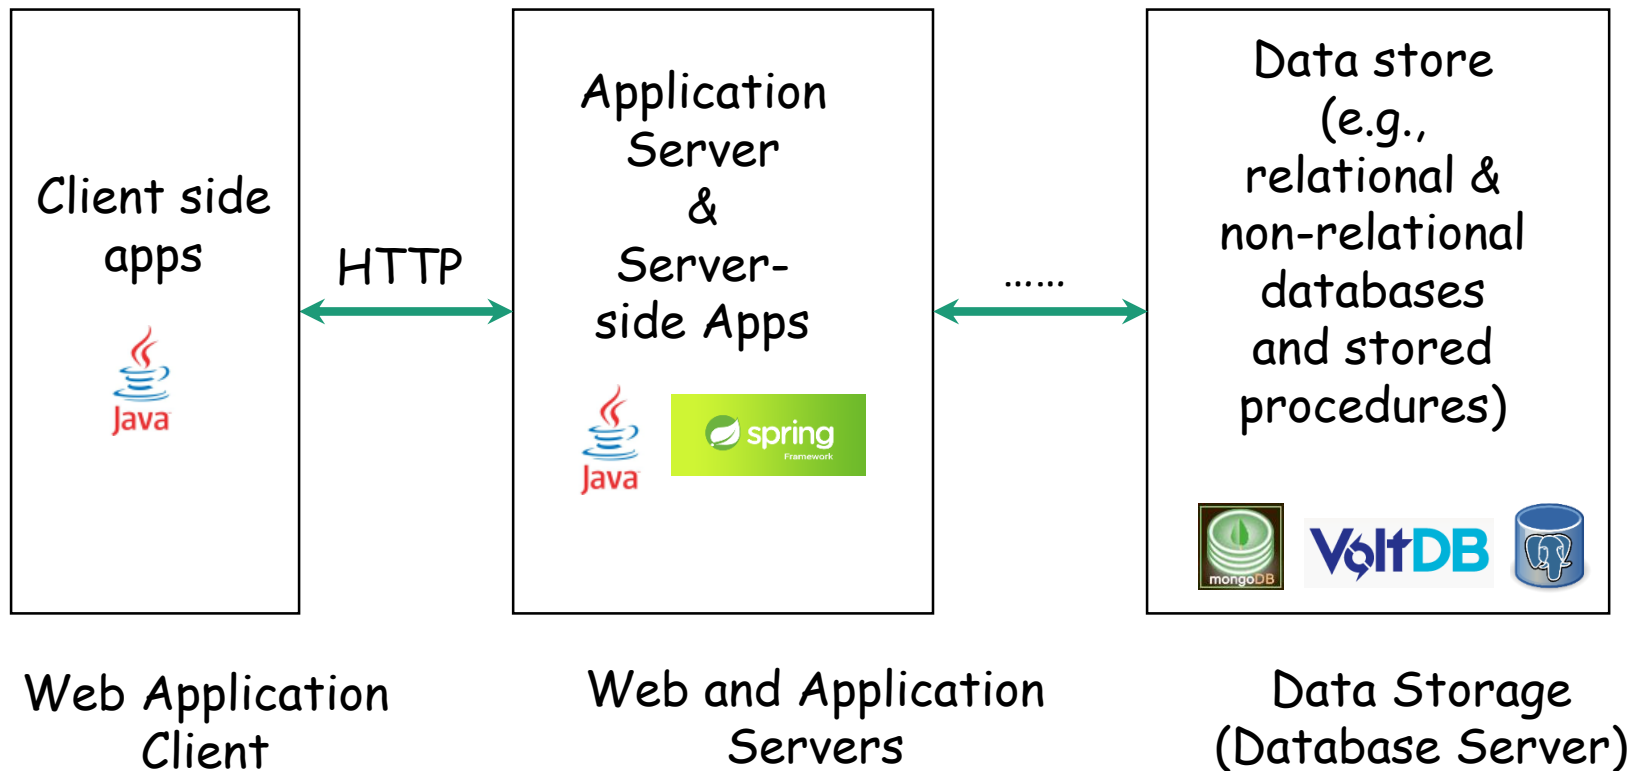 Client side
apps
Java
HTTP
Application
Server
&
Server-
side Apps
Java
spring
Framework
……
Data store
(e.g.,
relational &
non-relational
databases
and stored
procedures)
mongoDB
VoltDB
Web Application
Client
Web and Application
Servers
Data Storage
(Database Server)